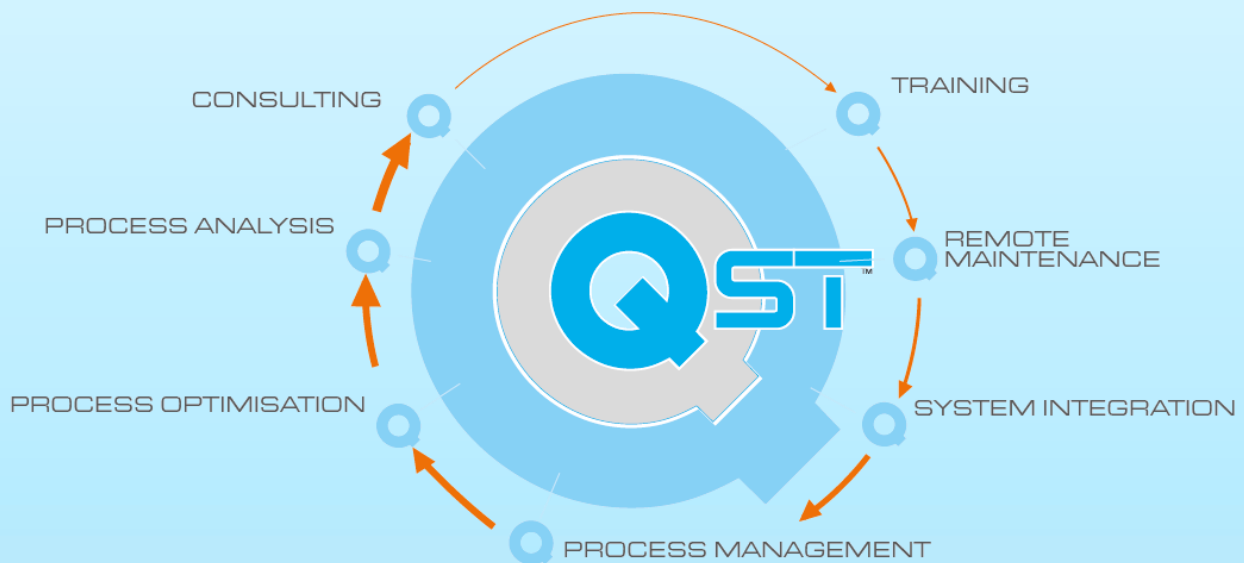 CONSULTING
TRAINING
PROCESS ANALYSIS
REMOTE
MAINTENANCE
QST™
PROCESS OPTIMISATION
SYSTEM INTEGRATION
PROCESS MANAGEMENT